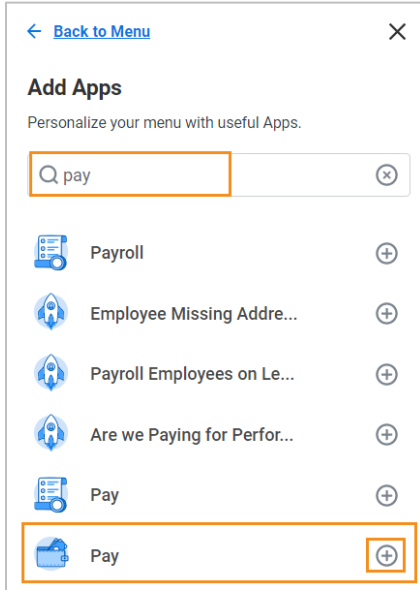 Back to Menu
Add Apps
Personalize your menu with useful Apps.
pay
Payroll
Employee Missing Addre...
Payroll Employees on Le...
Are we Paying for Perfor...
Pay
Pay